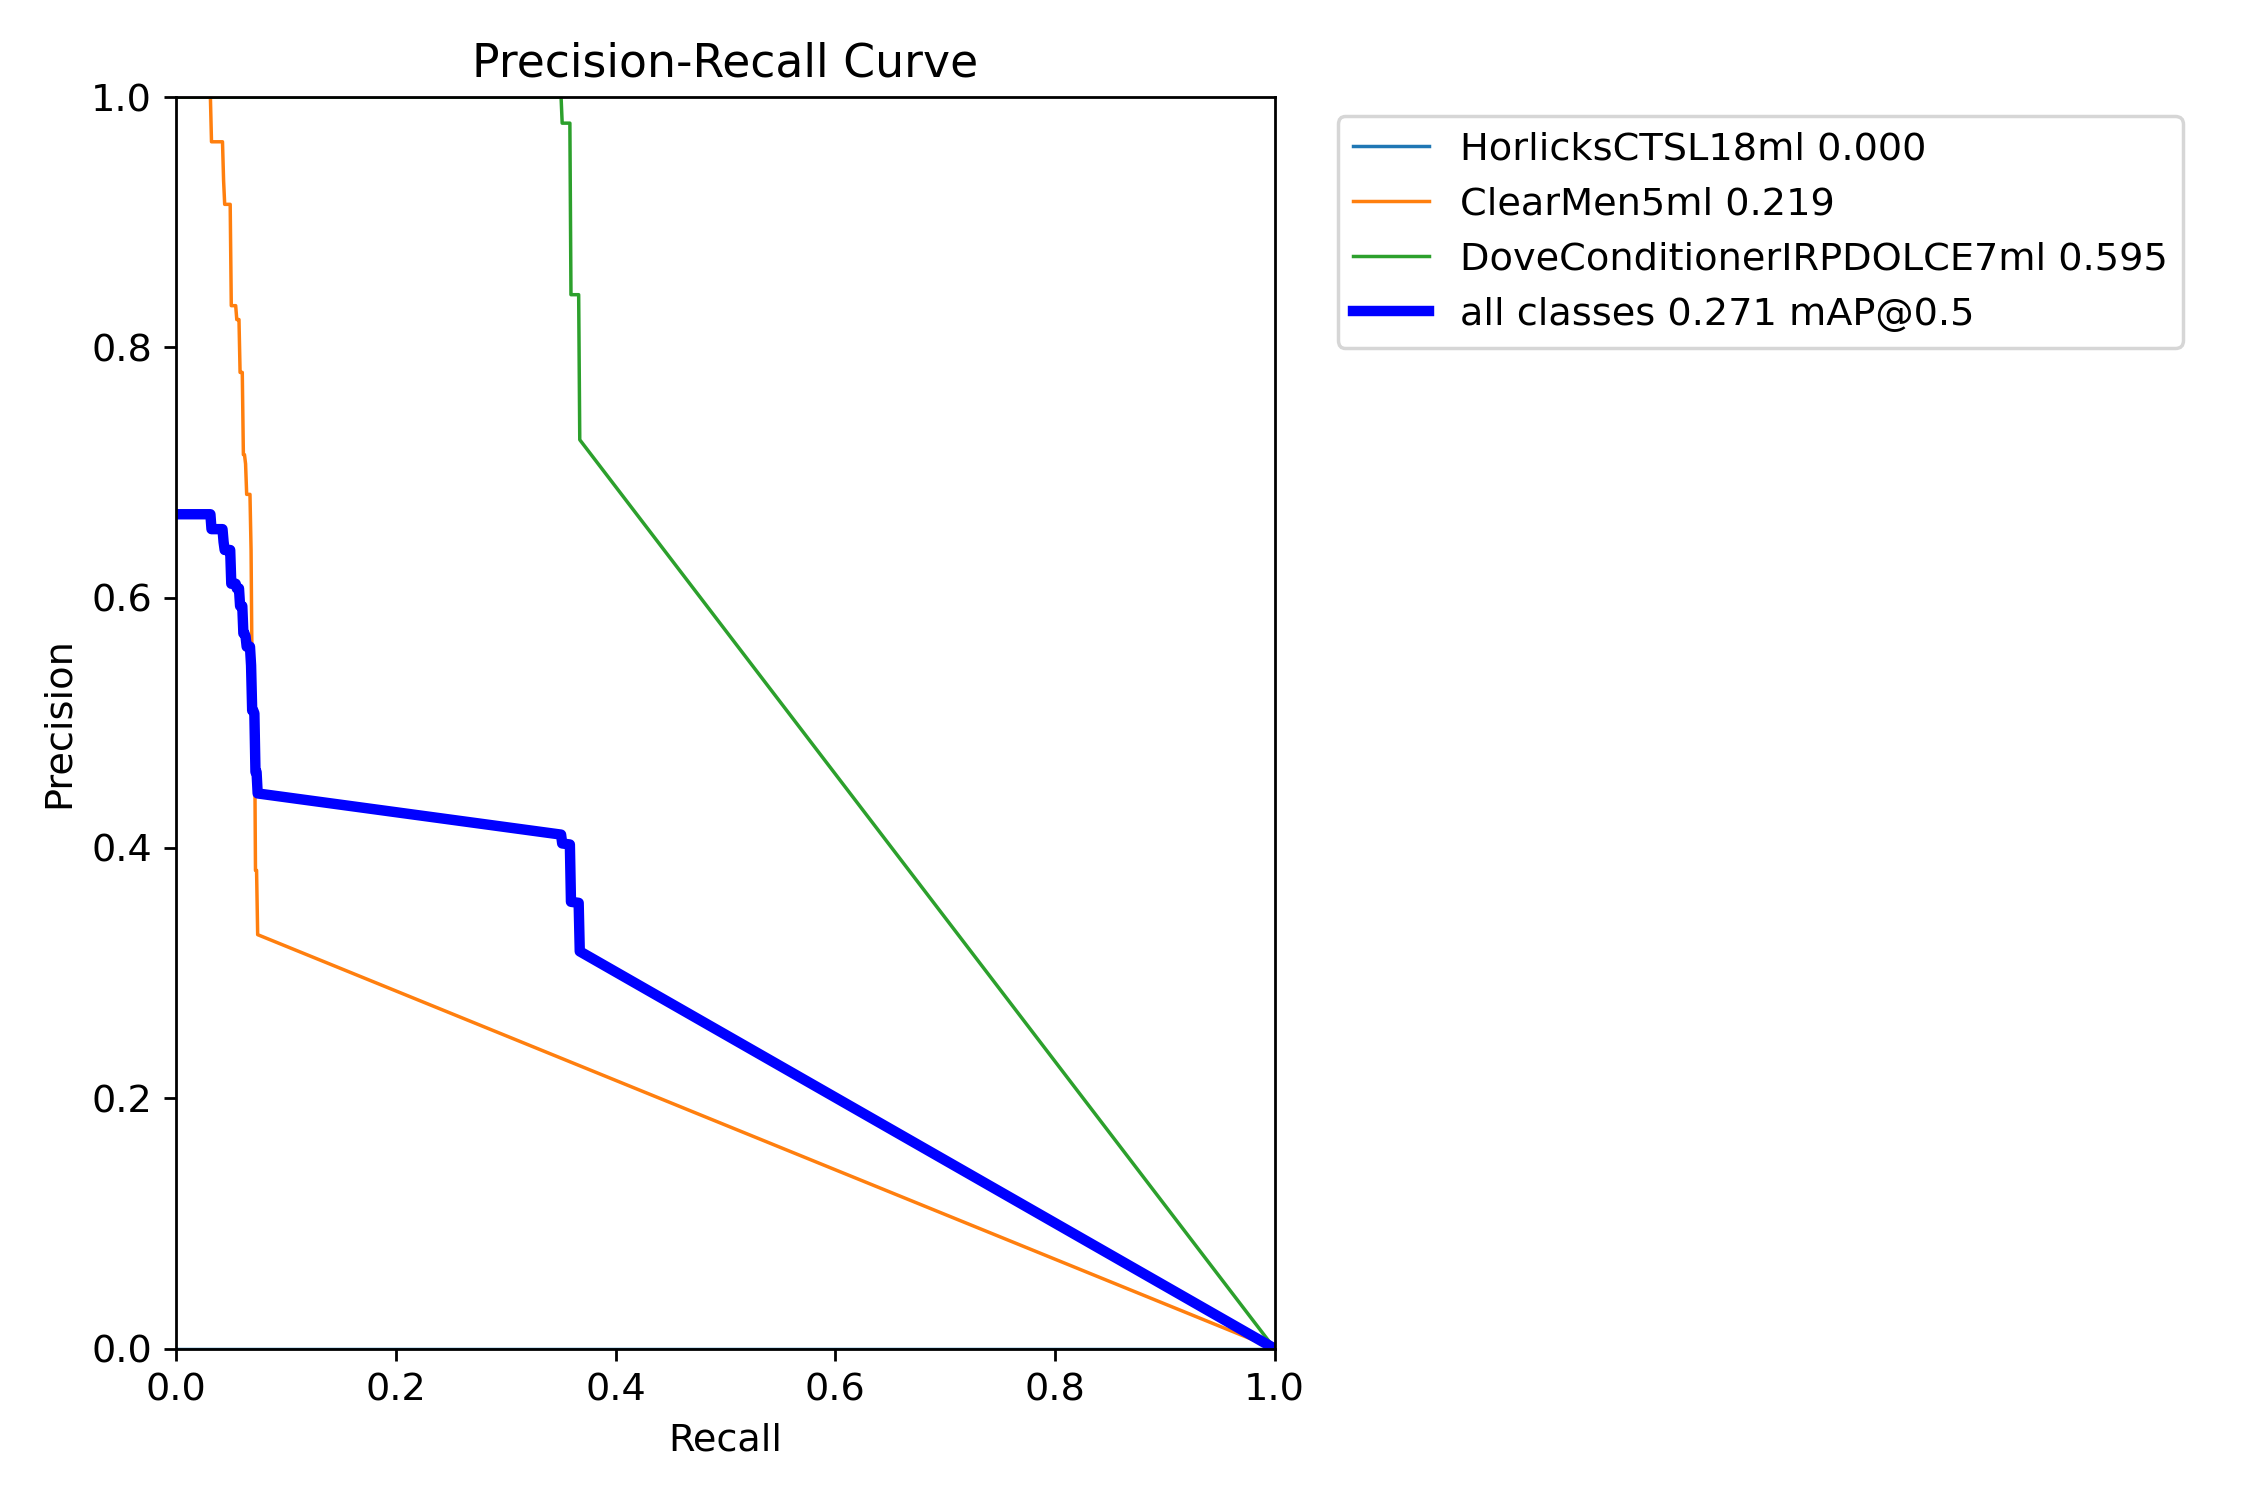 Precision-Recall Curve
1.0
0.8
0.6
0.4
0.2
0.0
Precision
0.0 0.2 0.4 0.6 0.8 1.0
Recall
HorlicksCTSL18ml 0.000
ClearMen5ml 0.219
DoveConditionerIRPDOLCE7ml 0.595
all classes 0.271 mAP@0.5